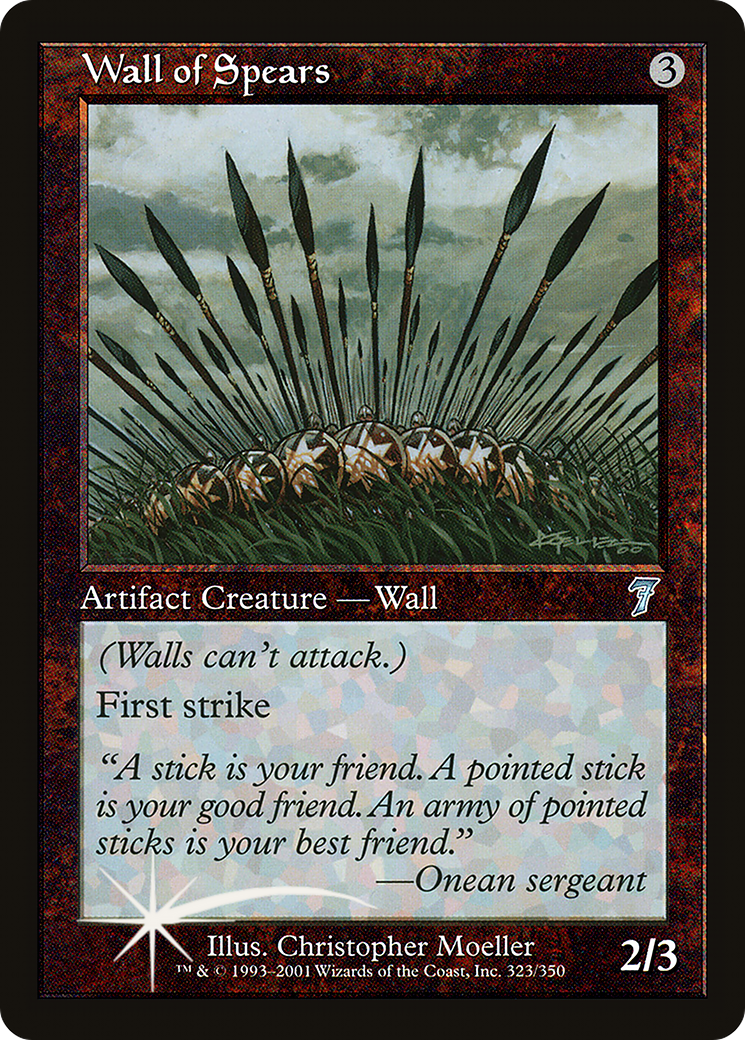 Wall of Spears
3
Artifact Creature — Wall
7
(Walls can't attack.)
First strike
“A stick is your friend. A pointed stick
is your good friend. An army of pointed
sticks is your best friend.”
—Onean sergeant
Illus. Christopher Moeller
2/3
™ & © 1993–2001 Wizards of the Coast, Inc. 323/350